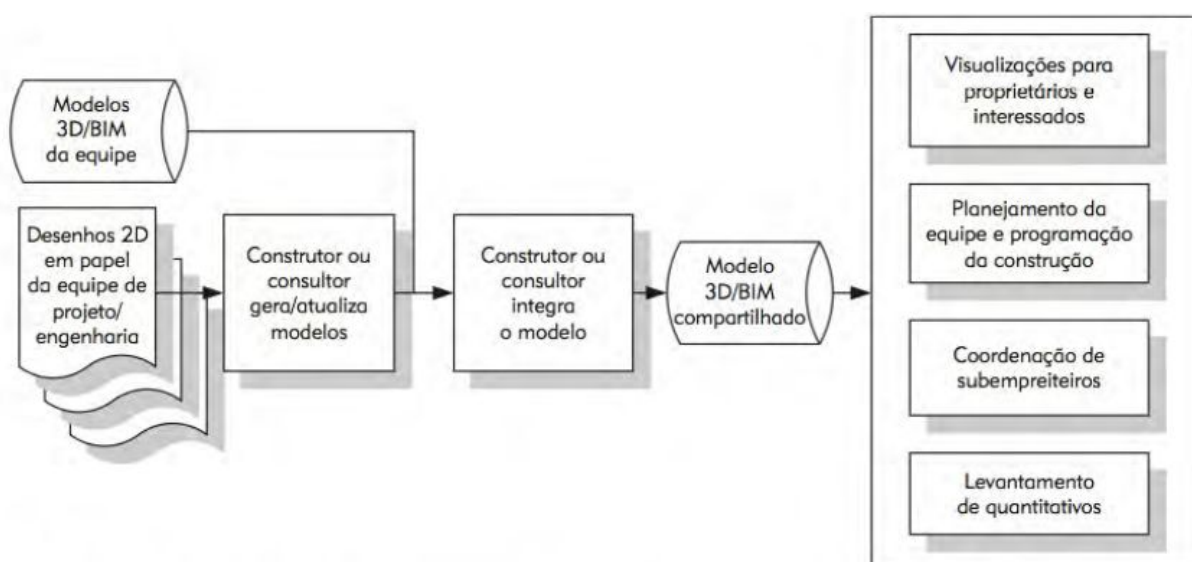 Modelos
3D/BIM
da equipe
Desenhos 2D
em papel
da equipe de
projeto/
engenharia
Construtor ou
consultor
gera/atualiza
modelos
Construtor ou
consultor
integra
o modelo
Modelo
3D/BIM
compartilhado
Visualizações para
proprietários e
interessados
Planejamento da
equipe e programação
da construção
Coordenação de
subempreiteiros
Levantamento
de quantitativos